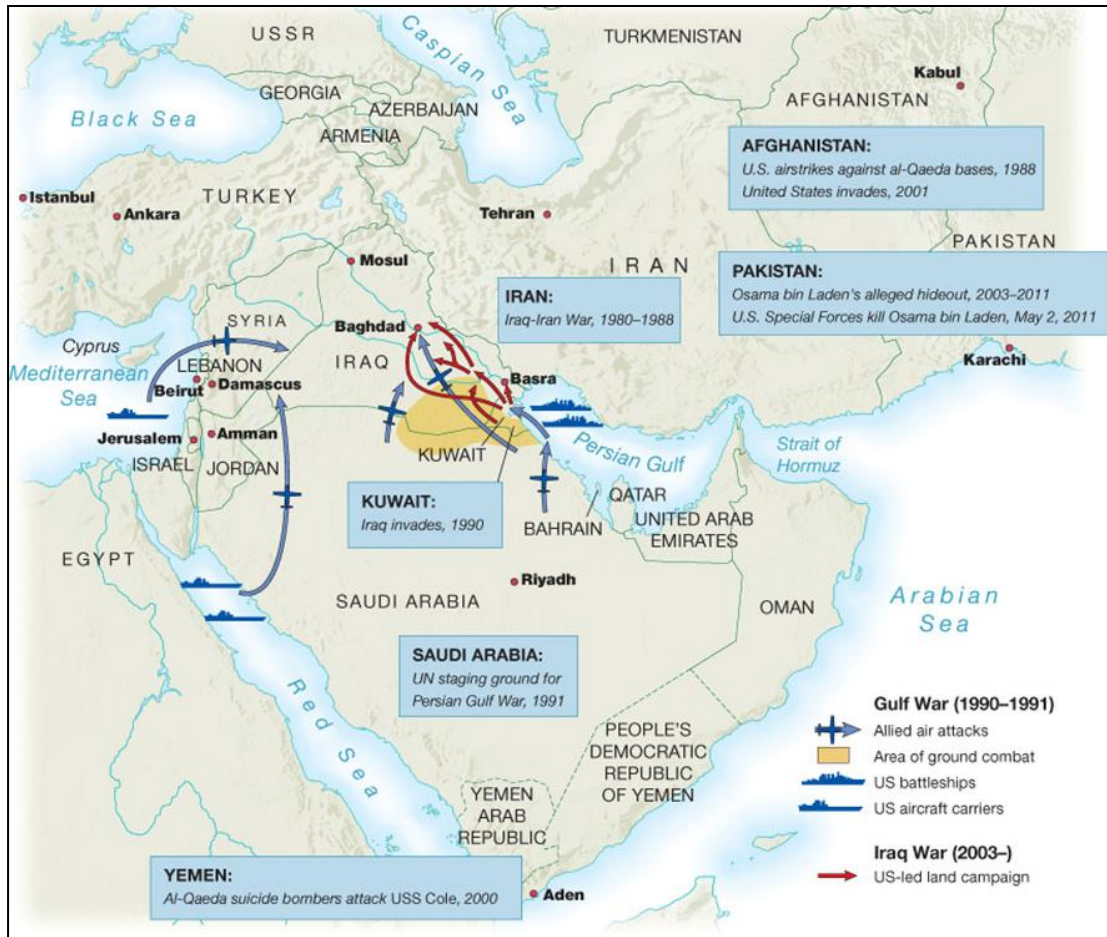 USSR
Caspian Sea
TURKMENISTAN
Kabul
AFGHANISTAN
GEORGIA
AZERBAIJAN
ARMENIA
Black Sea
AFGHANISTAN:
U.S. airstrikes against al-Qaeda bases, 1988
United States invades, 2001
Istanbul
TURKEY
Ankara
Tehran
PAKISTAN
Mosul
IRAN
PAKISTAN:
Osama bin Laden's alleged hideout, 2003–2011
U.S. Special Forces kill Osama bin Laden, May 2, 2011
IRAN:
Iraq-Iran War, 1980–1988
SYRIA
Baghdad
Cyprus
Mediterranean
Sea
LEBANON
IRAQ
Karachi
Beirut
Damascus
Basra
Jerusalem
Amman
ISRAEL
JORDAN
KUWAIT
Persian Gulf
Strait of
Hormuz
KUWAIT:
Iraq invades, 1990
QATAR
BAHRAIN
UNITED ARAB
EMIRATES
EGYPT
Riyadh
SAUDI ARABIA
OMAN
Arabian
Sea
SAUDI ARABIA:
UN staging ground for
Persian Gulf War, 1991
Red Sea
PEOPLE'S
DEMOCRATIC
REPUBLIC
OF YEMEN
YEMEN
ARAB
REPUBLIC
Gulf War (1990–1991)
Allied air attacks
Area of ground combat
US battleships
US aircraft carriers
Iraq War (2003–)
US-led land campaign
YEMEN:
Al-Qaeda suicide bombers attack USS Cole, 2000
Aden